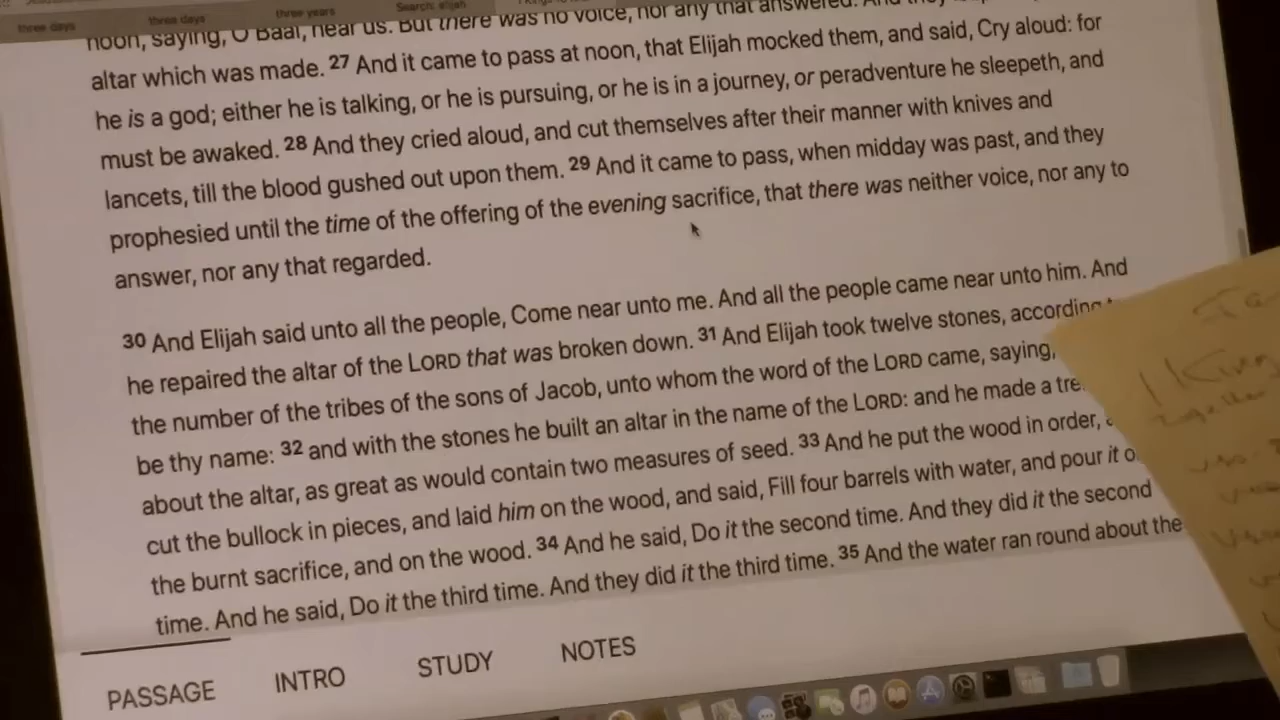 three days
three days
three years
Search: elijah
noon, saying, O Baal, hear us. But there was no voice, nor any that answered. And they
altar which was made. 27 And it came to pass at noon, that Elijah mocked them, and said, Cry aloud: for
he is a god; either he is talking, or he is pursuing, or he is in a journey, or peradventure he sleepeth, and
must be awaked. 28 And they cried aloud, and cut themselves after their manner with knives and
lancets, till the blood gushed out upon them. 29 And it came to pass, when midday was past, and they
prophesied until the time of the offering of the evening sacrifice, that there was neither voice, nor any to
answer, nor any that regarded.
30 And Elijah said unto all the people, Come near unto me. And all the people came near unto him. And
he repaired the altar of the LORD that was broken down. 31 And Elijah took twelve stones, according
the number of the tribes of the sons of Jacob, unto whom the word of the LORD came, saying,
be thy name: 32 and with the stones he built an altar in the name of the LORD: and he made a tre
about the altar, as great as would contain two measures of seed. 33 And he put the wood in order,
cut the bullock in pieces, and laid him on the wood, and said, Fill four barrels with water, and pour it o
the burnt sacrifice, and on the wood. 34 And he said, Do it the second time. And they did it the second
time. And he said, Do it the third time. And they did it the third time. 35 And the water ran round about the
PASSAGE INTRO STUDY NOTES